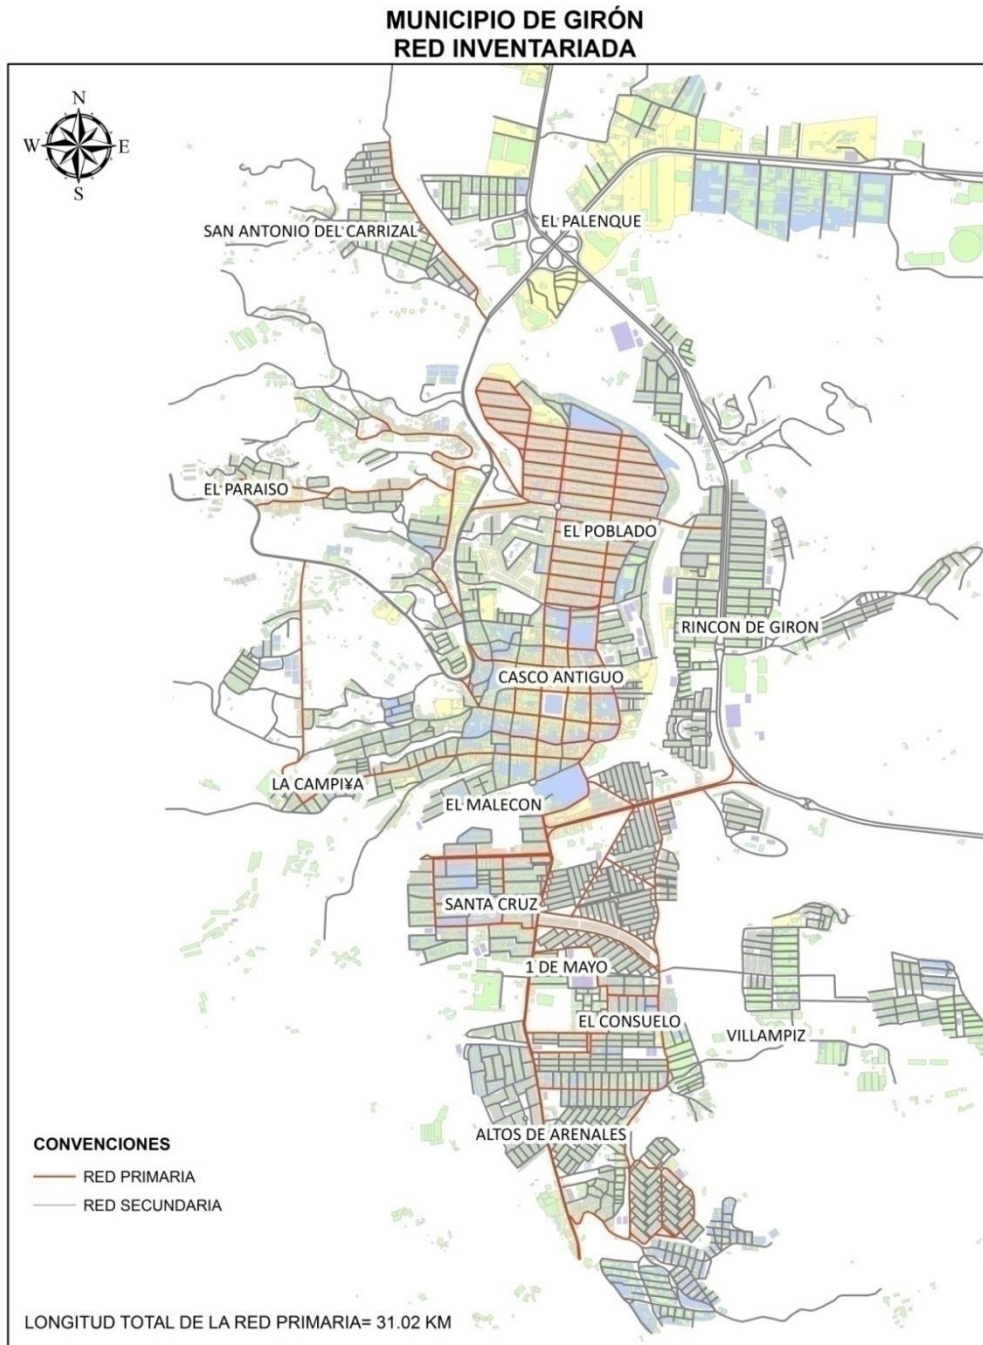 MUNICIPIO DE GIRÓN
RED INVENTARIADA
N
W E
S
SAN ANTONIO DEL CARRIZAL
EL PALENQUE
EL PARAISO
EL POBLADO
RINCON DE GIRON
CASCO ANTIGUO
LA CAMPI¥A
EL MALECON
SANTA CRUZ
1 DE MAYO
EL CONSUELO
VILLAMPIZ
ALTOS DE ARENALES
CONVENCIONES
RED PRIMARIA
RED SECUNDARIA
LONGITUD TOTAL DE LA RED PRIMARIA= 31.02 KM